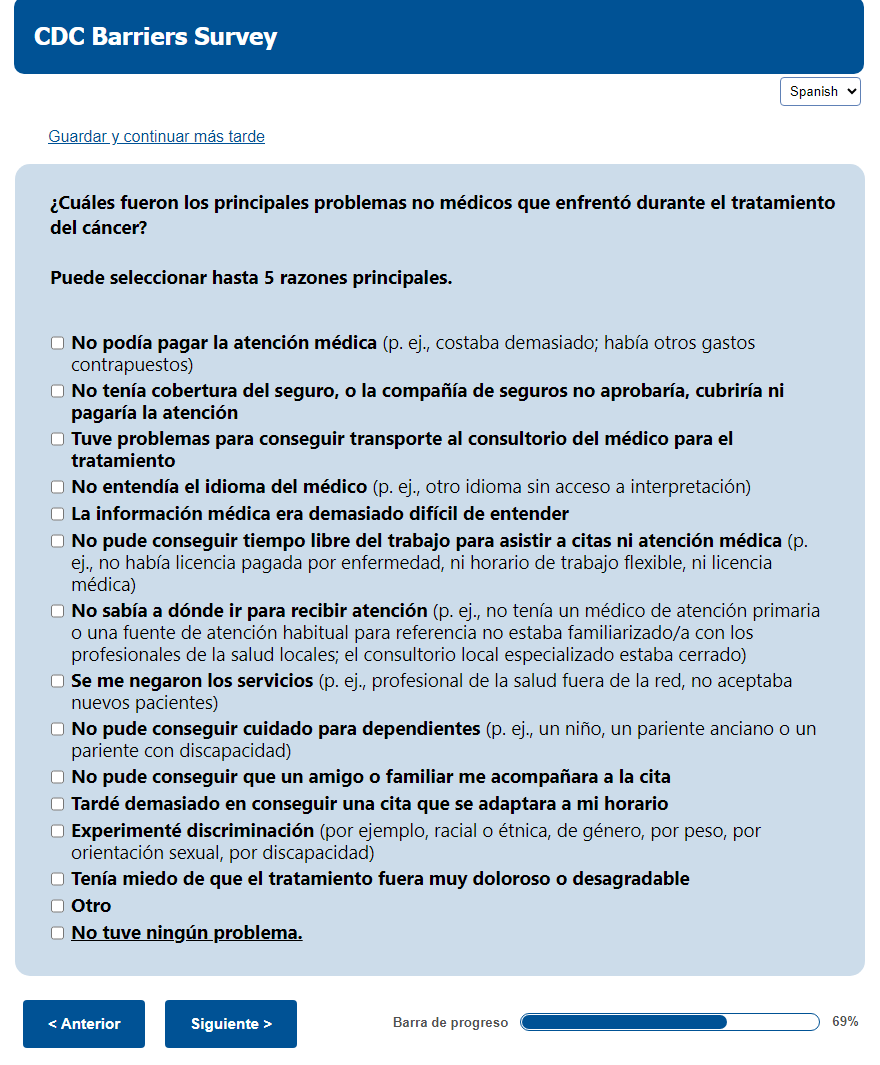 CDC Barriers Survey
Spanish
Guardar y continuar más tarde
¿Cuáles fueron los principales problemas no médicos que enfrentó durante el tratamiento
del cáncer?
Puede seleccionar hasta 5 razones principales.
No podía pagar la atención médica (p. ej., costaba demasiado; había otros gastos
contrapuestos)
No tenía cobertura del seguro, o la compañía de seguros no aprobaría, cubriría ni
pagaría la atención
Tuve problemas para conseguir transporte al consultorio del médico para el
tratamiento
No entendía el idioma del médico (p. ej., otro idioma sin acceso a interpretación)
La información médica era demasiado difícil de entender
No pude conseguir tiempo libre del trabajo para asistir a citas ni atención médica (p.
ej., no había licencia pagada por enfermedad, ni horario de trabajo flexible, ni licencia
médica)
No sabía a dónde ir para recibir atención (p. ej., no tenía un médico de atención primaria
o una fuente de atención habitual para referencia no estaba familiarizado/a con los
profesionales de la salud locales; el consultorio local especializado estaba cerrado)
Se me negaron los servicios (p. ej., profesional de la salud fuera de la red, no aceptaba
nuevos pacientes)
No pude conseguir cuidado para dependientes (p. ej., un niño, un pariente anciano o un
pariente con discapacidad)
No pude conseguir que un amigo o familiar me acompañara a la cita
Tardé demasiado en conseguir una cita que se adaptara a mi horario
Experimenté discriminación (por ejemplo, racial o étnica, de género, por peso, por
orientación sexual, por discapacidad)
Tenía miedo de que el tratamiento fuera muy doloroso o desagradable
Otro
No tuve ningún problema.
< Anterior
Siguiente >
Barra de progreso
69%